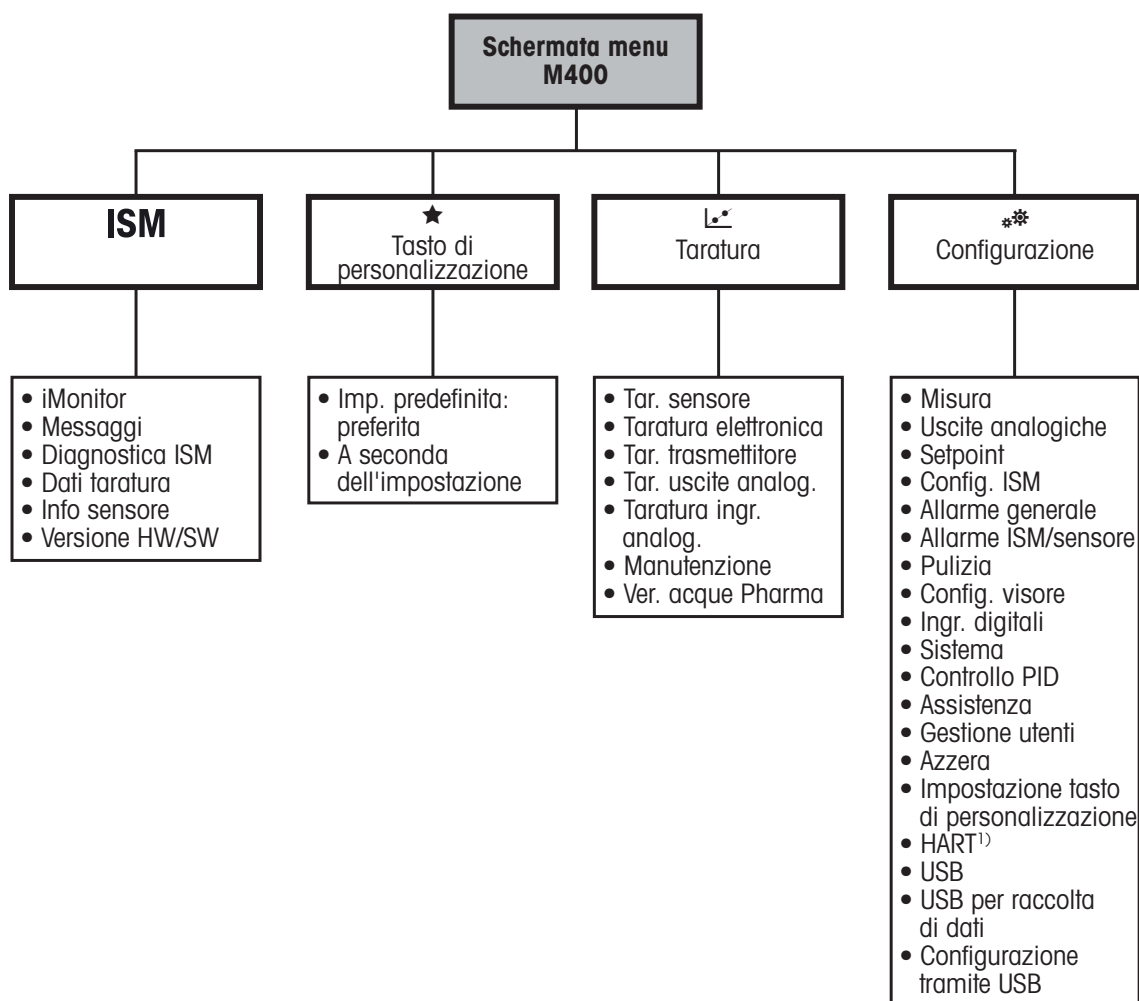 Schermata menu
M400
ISM
Tasto di
personalizzazione
Taratura
Configurazione
• iMonitor
• Messaggi
• Diagnostica ISM
• Dati taratura
• Info sensore
• Versione HW/SW
• Imp. predefinita:
preferita
• A seconda
dell'impostazione
• Tar. sensore
• Taratura elettronica
• Tar. trasmettitore
• Tar. uscite analog.
• Taratura ingr.
analog.
• Manutenzione
• Ver. acque Pharma
• Misura
• Uscite analogiche
• Setpoint
• Config. ISM
• Allarme generale
• Allarme ISM/sensore
• Pulizia
• Config. visore
• Ingr. digitali
• Sistema
• Controllo PID
• Assistenza
• Gestione utenti
• Azzera
• Impostazione tasto
di personalizzazione
• HART1)
• USB
• USB per raccolta
di dati
• Configurazione
tramite USB